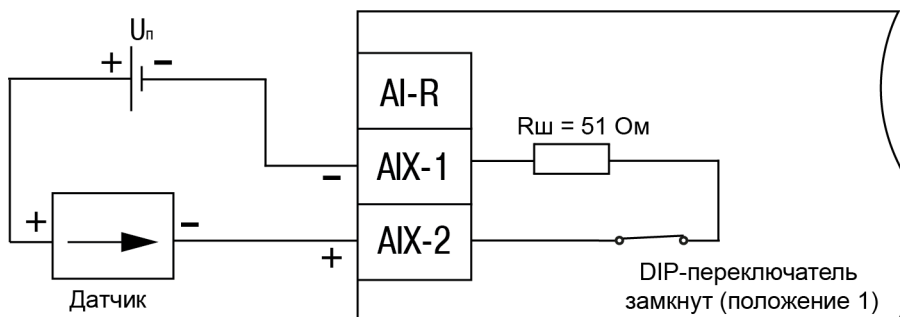 Uп
+ –
AI-R
Rш = 51 Ом
AIX-1
–
+ –
AIX-2
+
Датчик
DIP-переключатель
замкнут (положение 1)